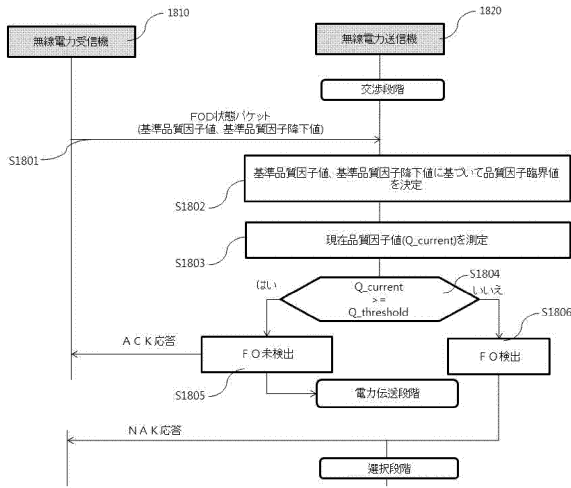 1810
1820
無線電力受信機
無線電力送信機
交渉段階
FOD状態パケット
(基準品質因子値、基準品質因子降下値)
S1801
基準品質因子値、基準品質因子降下値に基づいて品質因子臨界値
を決定
S1802
現在品質因子値(Q_current)を測定
S1803
はい
Q_current
>=
Q_threshold
S1804
いいえ
S1806
ACK応答
FO未検出
FO検出
S1805
電力伝送段階
NAK応答
選択段階